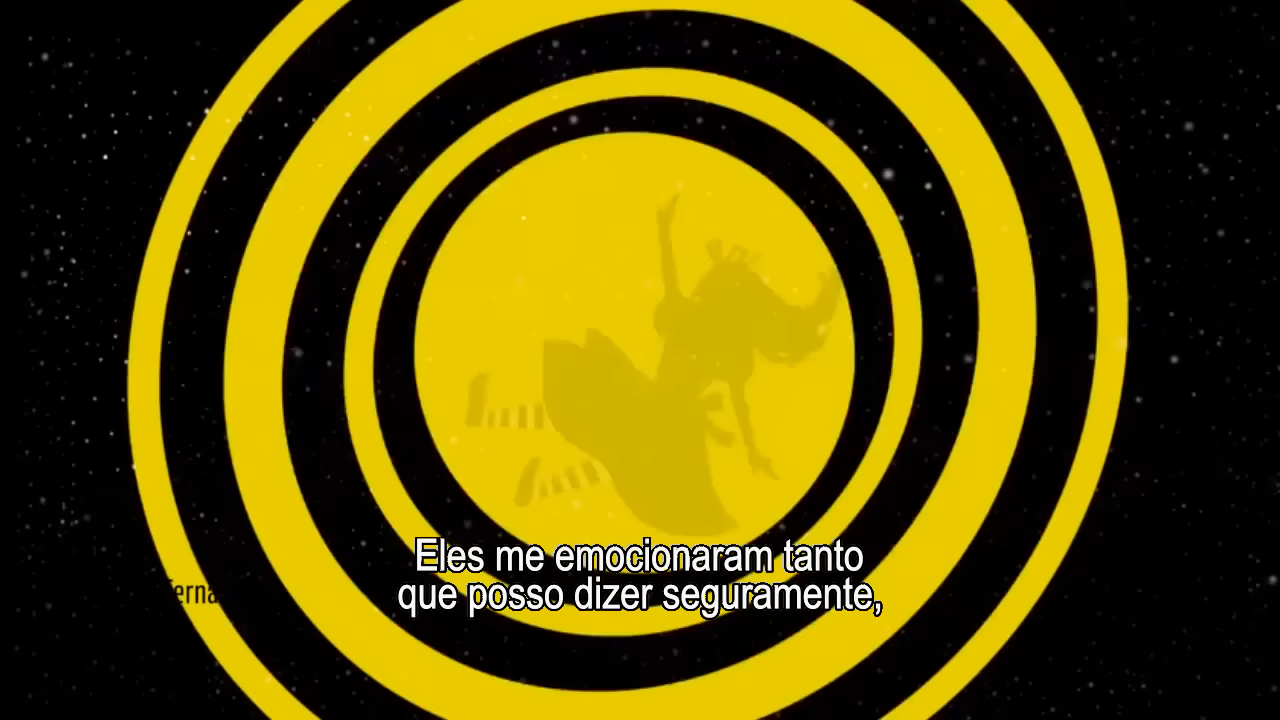 Eles me emocionaram tanto
que posso dizer seguramente,